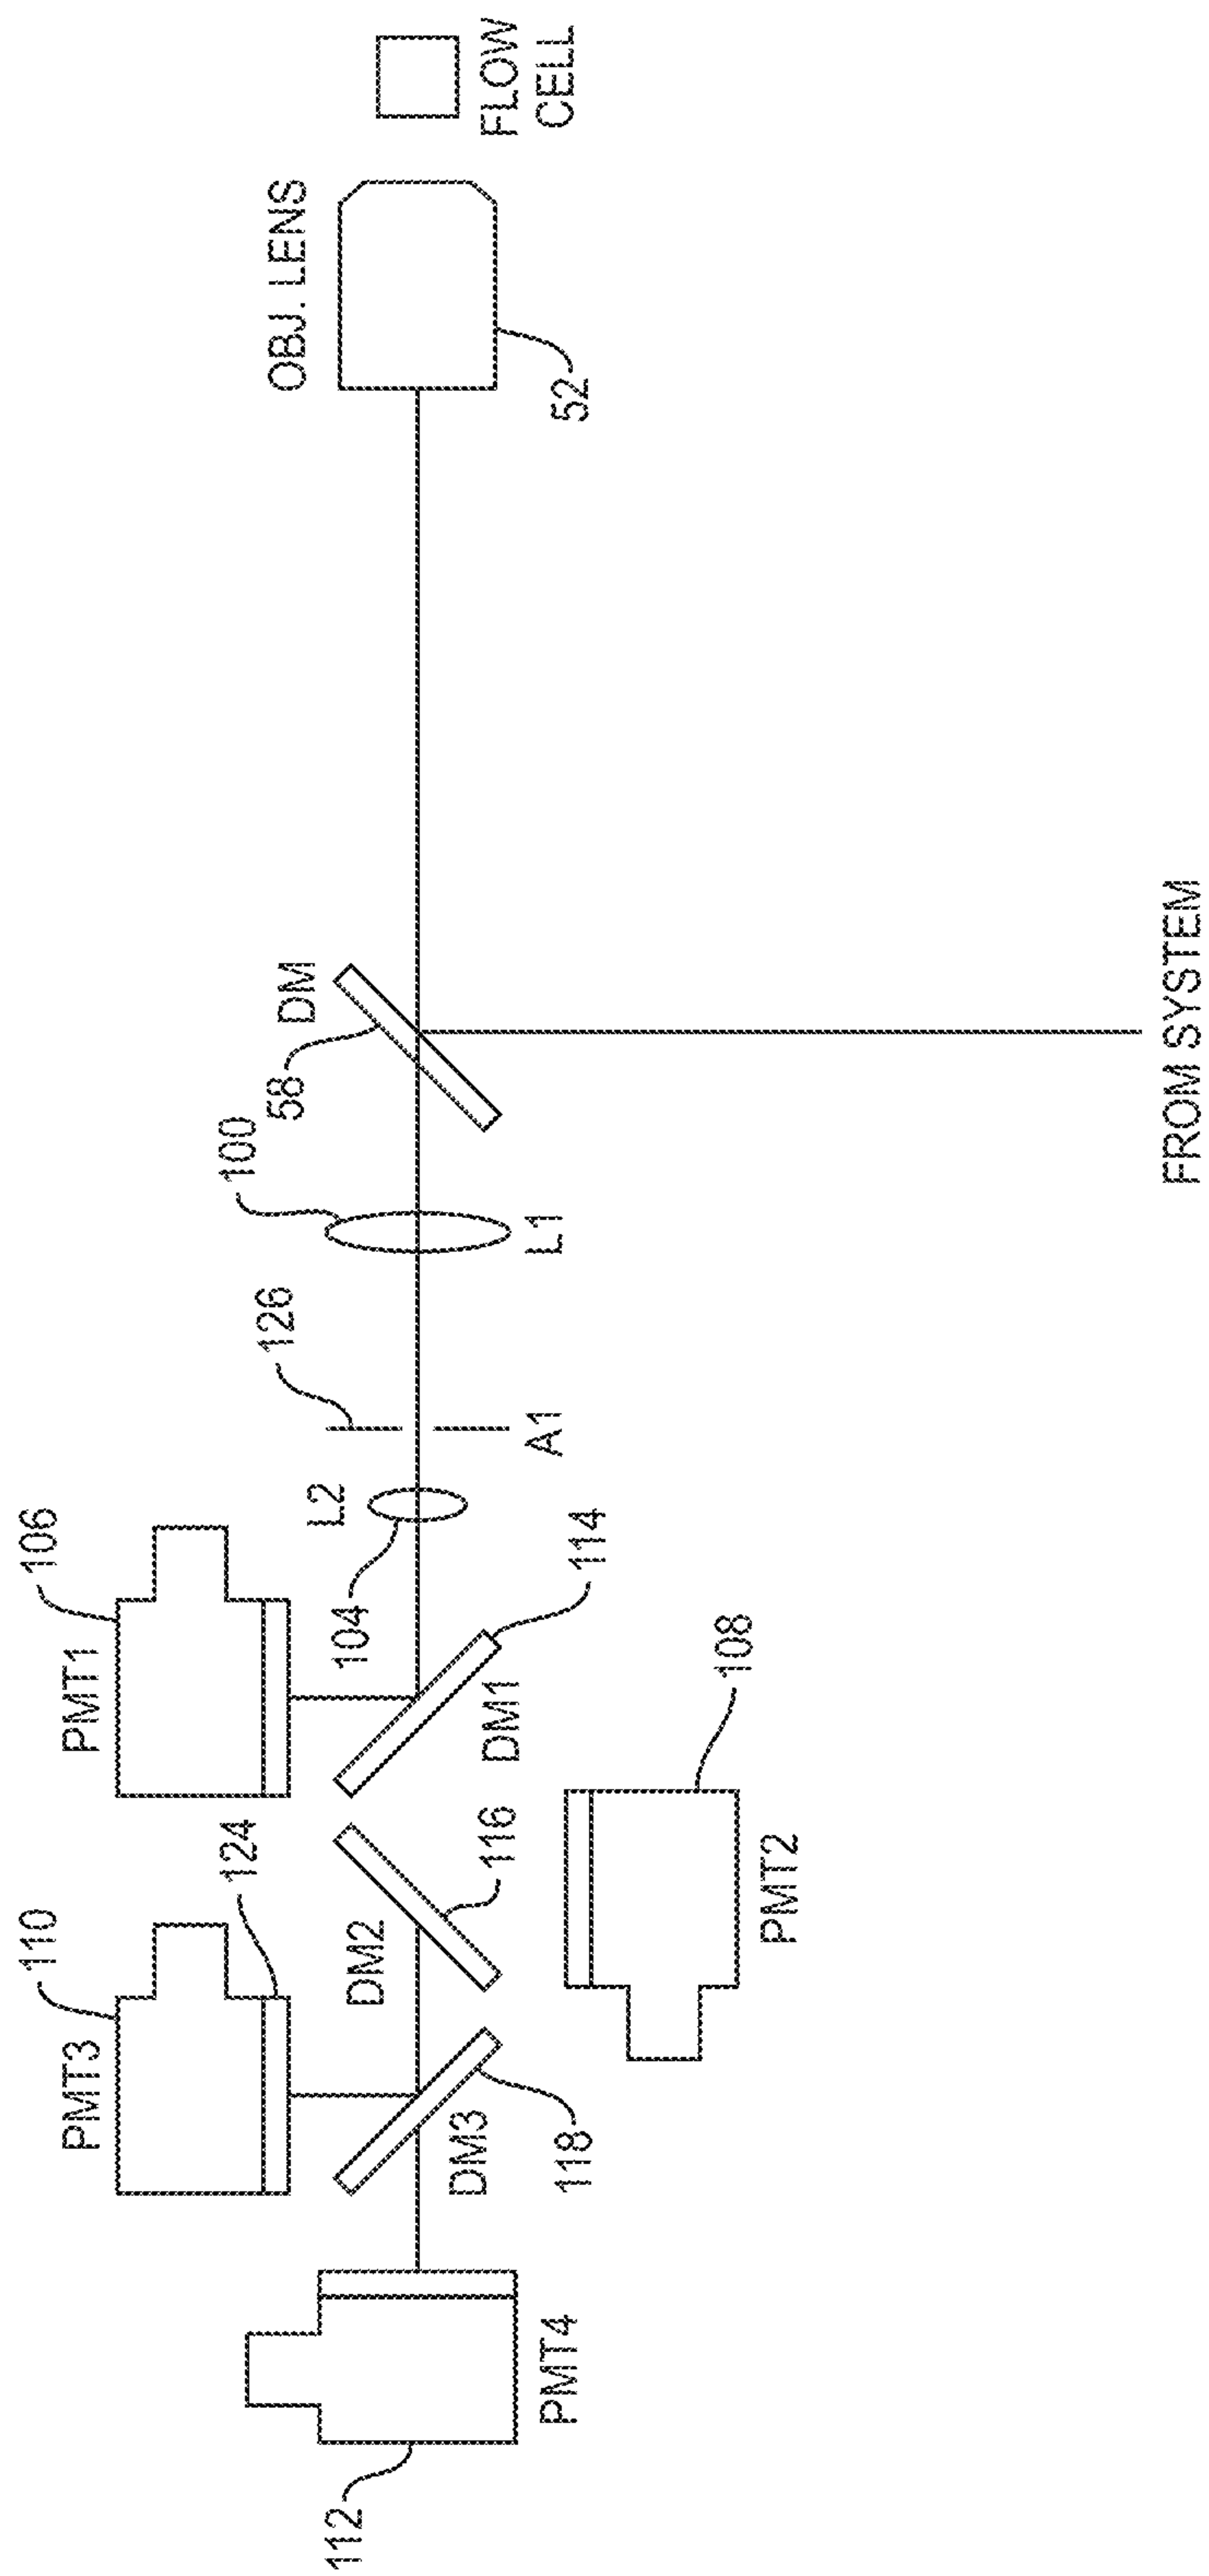 112
PMT4
PMT3
110
124
DM3
118
DM2
116
PMT2
108
PMT1
106
DM1
114
104
L2
A1
126
L1
100
58
DM
FROM SYSTEM
OBJ. LENS
52
FLOW
CELL